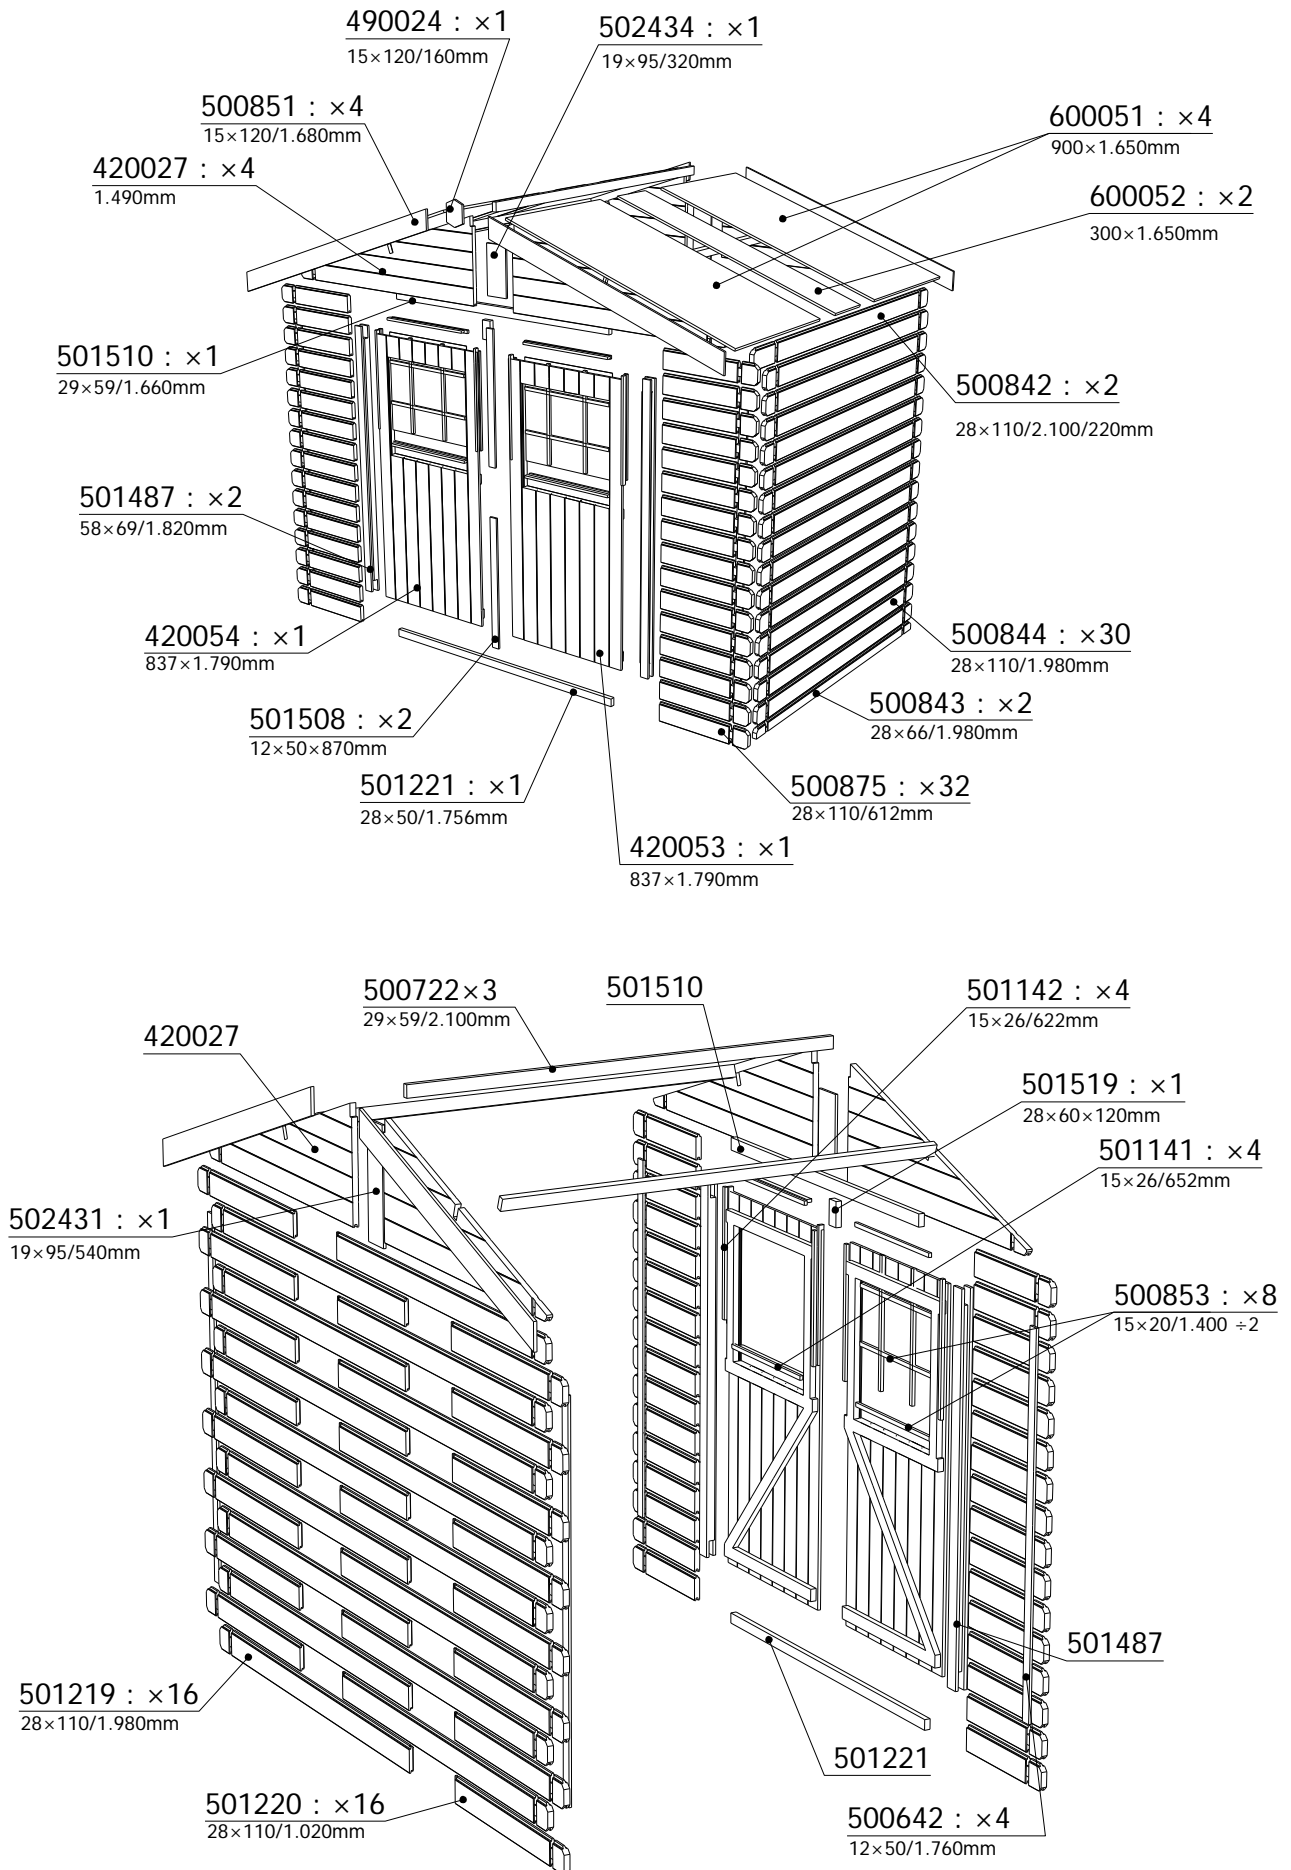 490024 : ×1
15×120/160mm
502434 : ×1
19×95/320mm
500851 : ×4
15×120/1.680mm
600051 : ×4
900×1.650mm
420027 : ×4
1.490mm
600052 : ×2
300×1.650mm
501510 : ×1
29×59/1.660mm
500842 : ×2
28×110/2.100/220mm
501487 : ×2
58×69/1.820mm
420054 : ×1
837×1.790mm
500844 : ×30
28×110/1.980mm
500843 : ×2
28×66/1.980mm
501508 : ×2
12×50×870mm
501221 : ×1
28×50/1.756mm
500875 : ×32
28×110/612mm
420053 : ×1
837×1.790mm
500722×3
29×59/2.100mm
501510
501142 : ×4
15×26/622mm
420027
501519 : ×1
28×60×120mm
501141 : ×4
15×26/652mm
502431 : ×1
19×95/540mm
500853 : ×8
15×20/1.400 ÷2
501487
501219 : ×16
28×110/1.980mm
501221
501220 : ×16
28×110/1.020mm
500642 : ×4
12×50/1.760mm